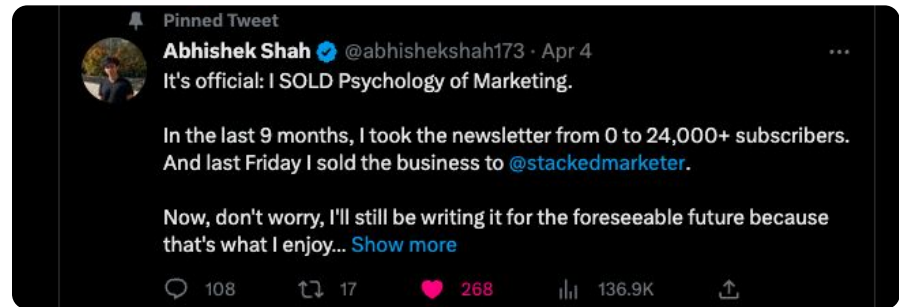 Pinned Tweet
Abhishek Shah @abhishekshah173 · Apr 4
It's official: I SOLD Psychology of Marketing.
In the last 9 months, I took the newsletter from 0 to 24,000+ subscribers.
And last Friday I sold the business to @stackedmarketer.
Now, don't worry, I'll still be writing it for the foreseeable future because
that's what I enjoy... Show more
108 17 268 136.9K